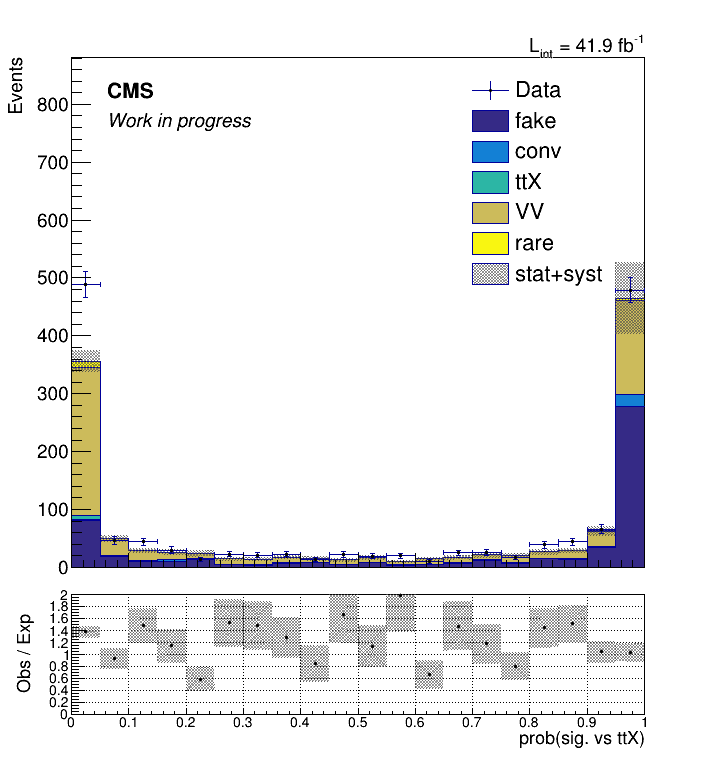 L_int = 41.9 fb^-1
Events
CMS
Work in progress
Data
fake
conv
ttX
VV
rare
stat+syst
800
700
600
500
400
300
200
100
0
Obs / Exp
2
1.8
1.6
1.4
1.2
1
0.8
0.6
0.4
0.2
0
0 0.1 0.2 0.3 0.4 0.5 0.6 0.7 0.8 0.9 1
prob(sig. vs ttX)